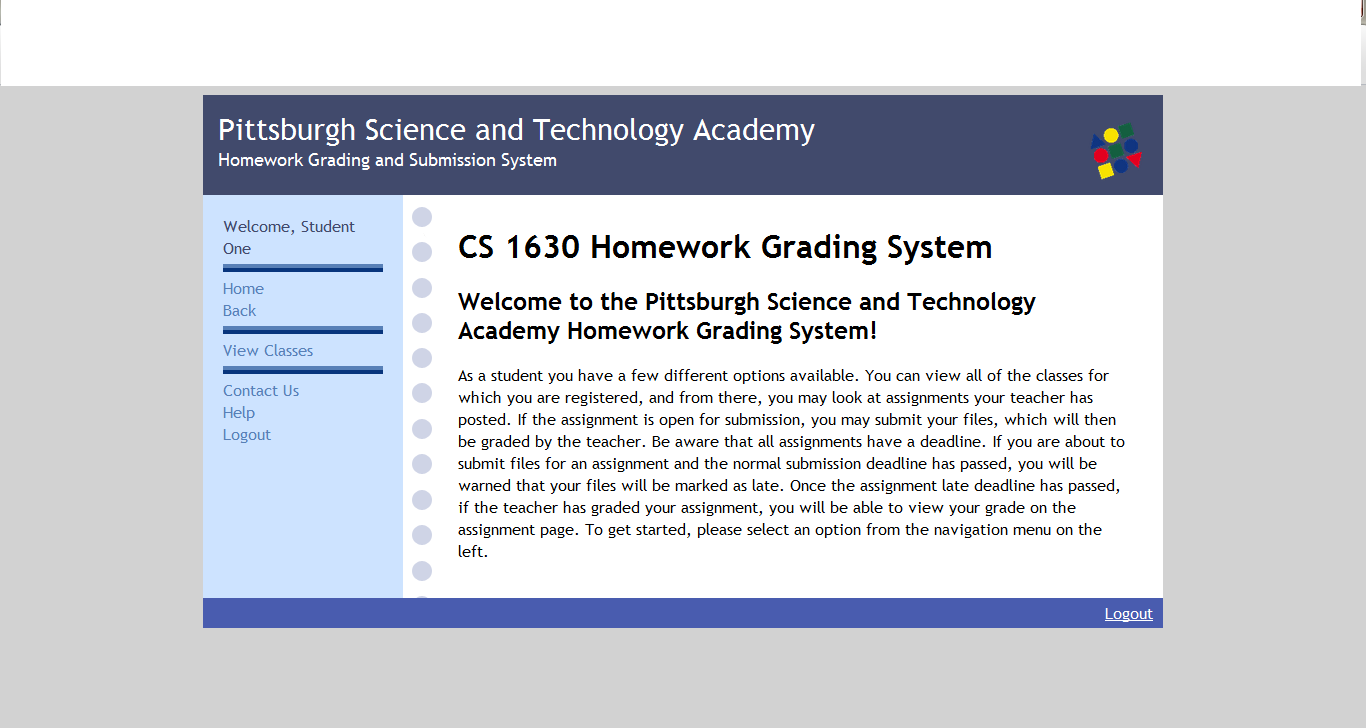 Pittsburgh Science and Technology Academy
Homework Grading and Submission System
Welcome, Student
One
Home
Back
View Classes
Contact Us
Help
Logout
CS 1630 Homework Grading System
Welcome to the Pittsburgh Science and Technology
Academy Homework Grading System!
As a student you have a few different options available. You can view all of the classes for
which you are registered, and from there, you may look at assignments your teacher has
posted. If the assignment is open for submission, you may submit your files, which will then
be graded by the teacher. Be aware that all assignments have a deadline. If you are about to
submit files for an assignment and the normal submission deadline has passed, you will be
warned that your files will be marked as late. Once the assignment late deadline has passed,
if the teacher has graded your assignment, you will be able to view your grade on the
assignment page. To get started, please select an option from the navigation menu on the
left.
Logout